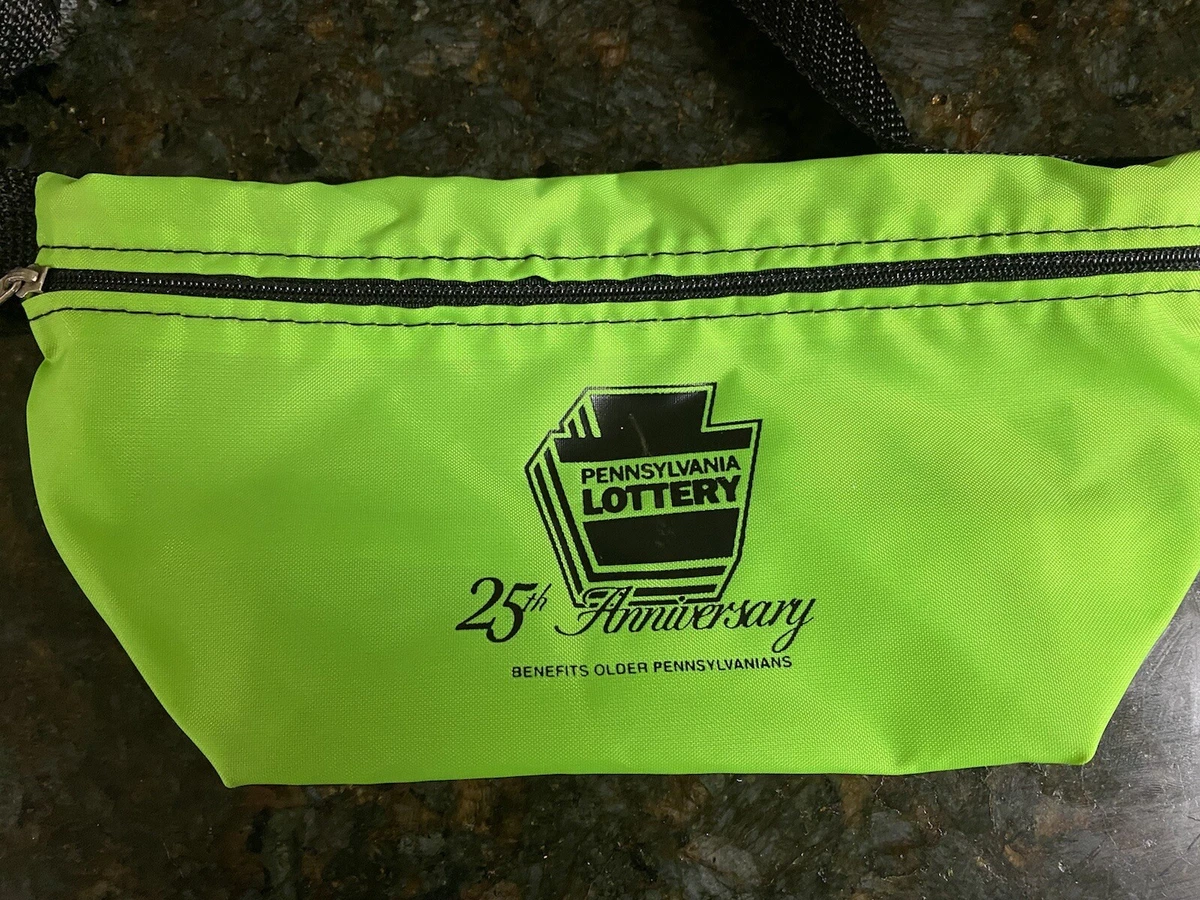 PENNSYLVANIA
LOTTERY
25th Anniversary
BENEFITS OLDER PENNSYLVANIANS